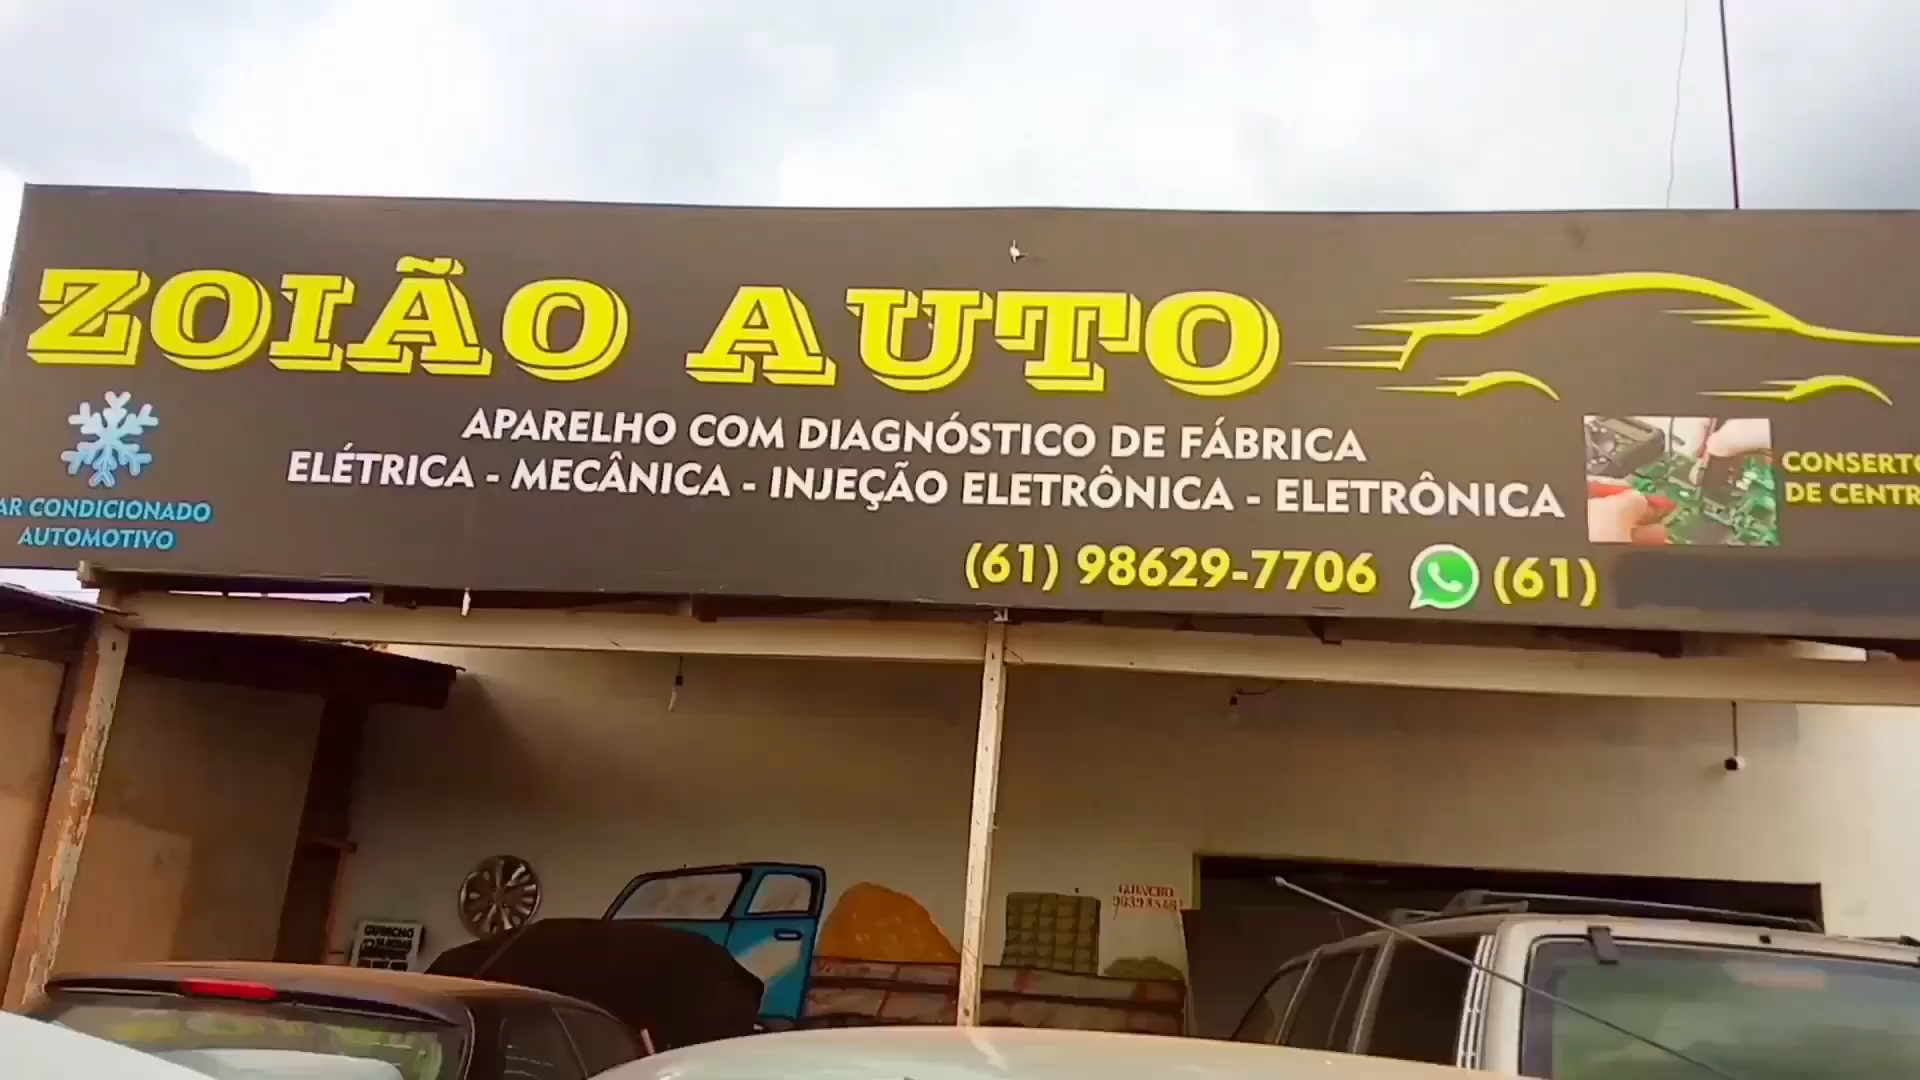 ZOIÃO AUTO
APARELHO COM DIAGNÓSTICO DE FÁBRICA
ELÉTRICA - MECÂNICA - INJEÇÃO ELETRÔNICA - ELETRÔNICA
AR CONDICIONADO
AUTOMOTIVO
CONSERTO
DE CENTR
(61) 98629-7706 (61)
GUINCHO
GUINCHO